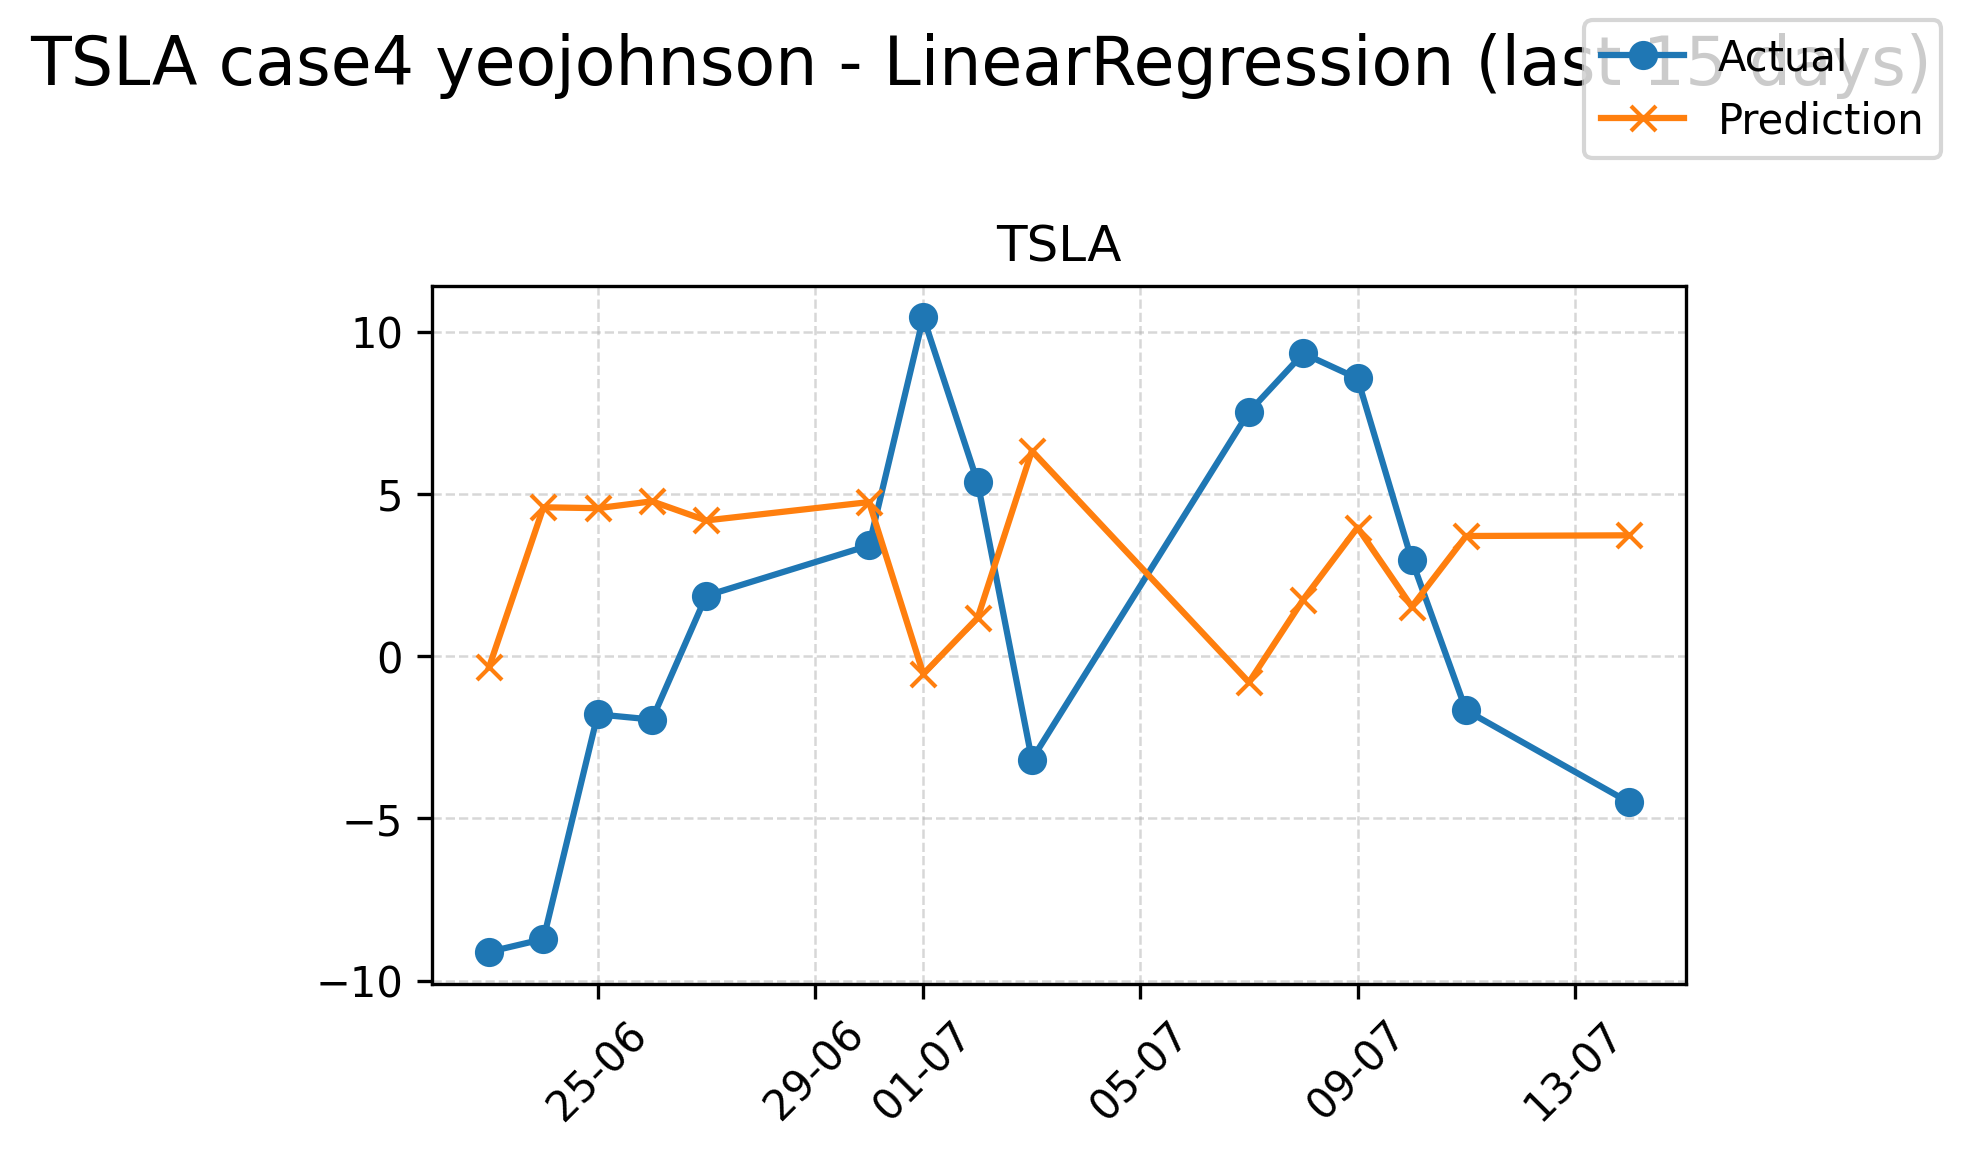 TSLA case4 yeojohnson - LinearRegression (last 15 days)
Actual
Prediction
TSLA
10
5
0
−5
−10
25-06
29-06
01-07
05-07
09-07
13-07